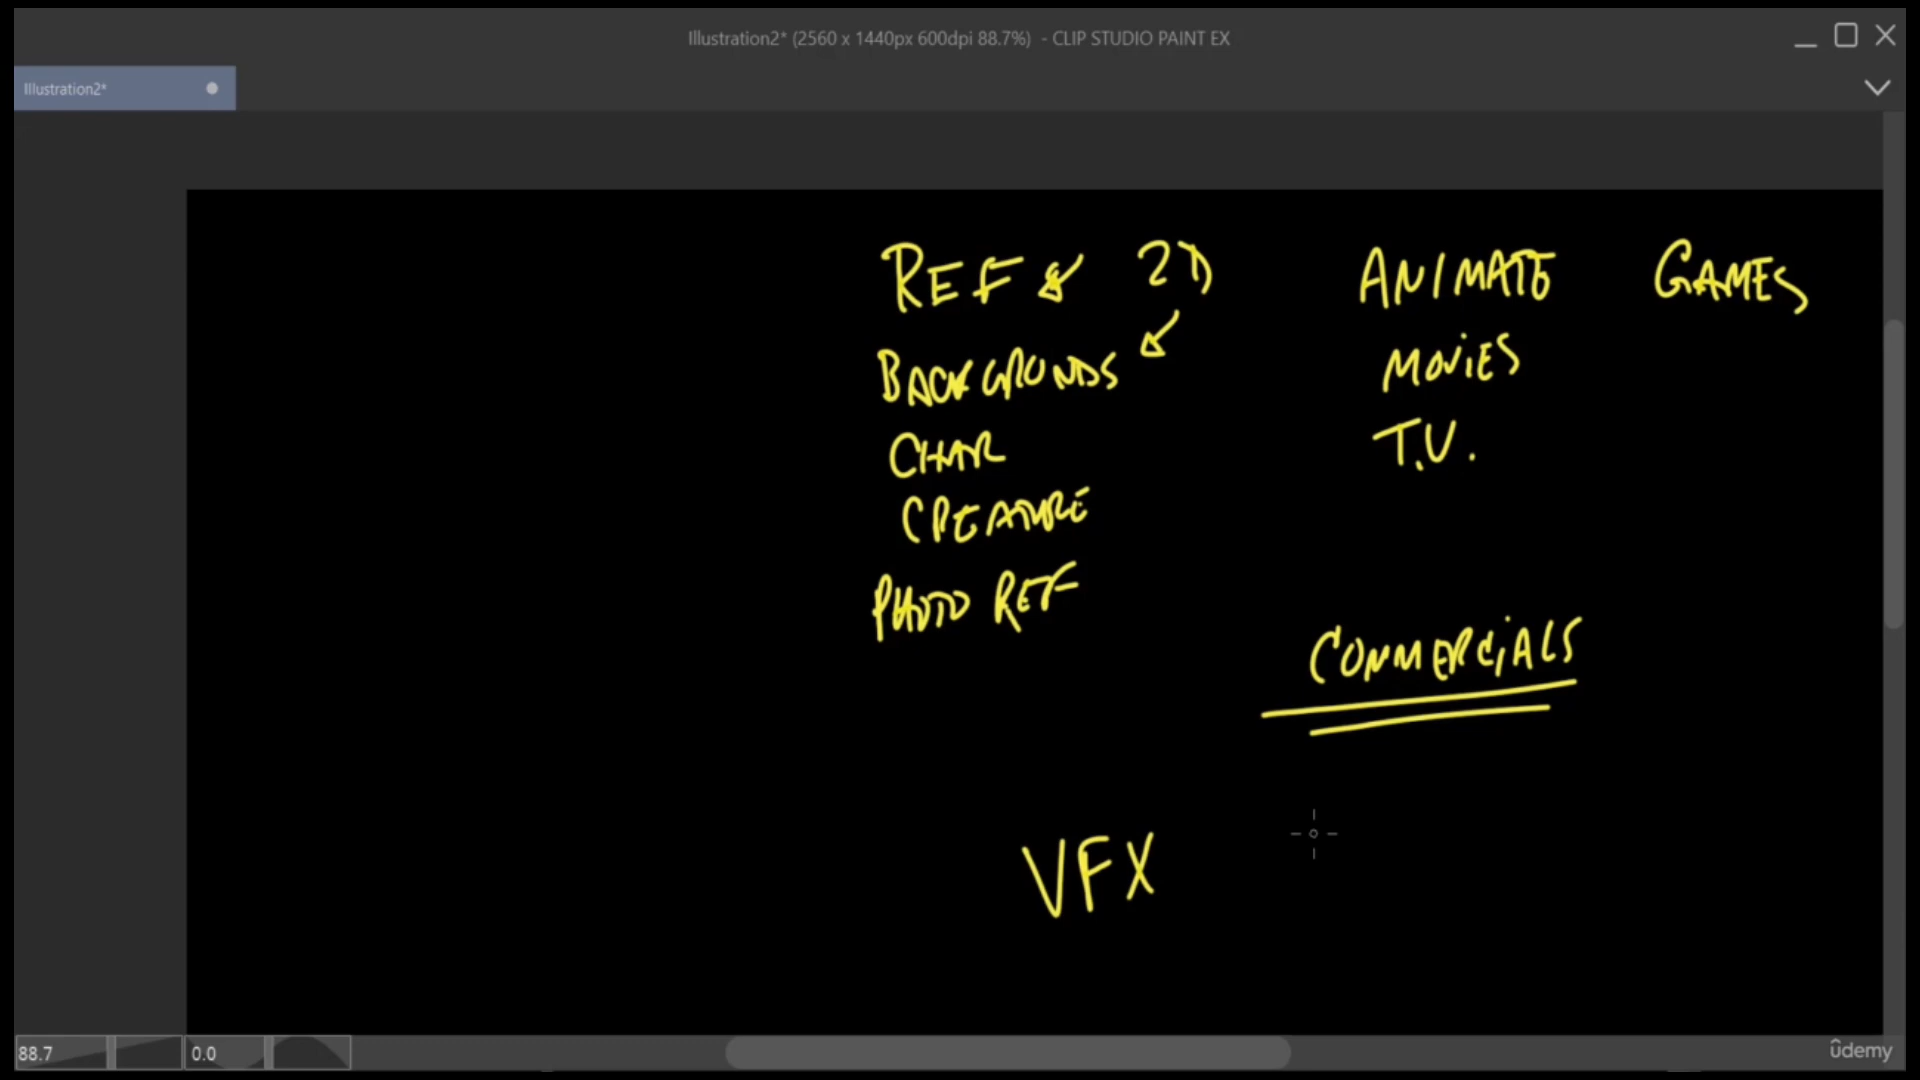 Illustration2* (2560 x 1440px 600dpi 88.7%) - CLIP STUDIO PAINT EX
Illustration2*
REF 2D ANIMATE GAMES
BACKGROUNDS MOVIES
CHAR T.V.
CREATURE
PHOTO REF
COMMERCIALS
VFX
88.7 0.0
ûdemy